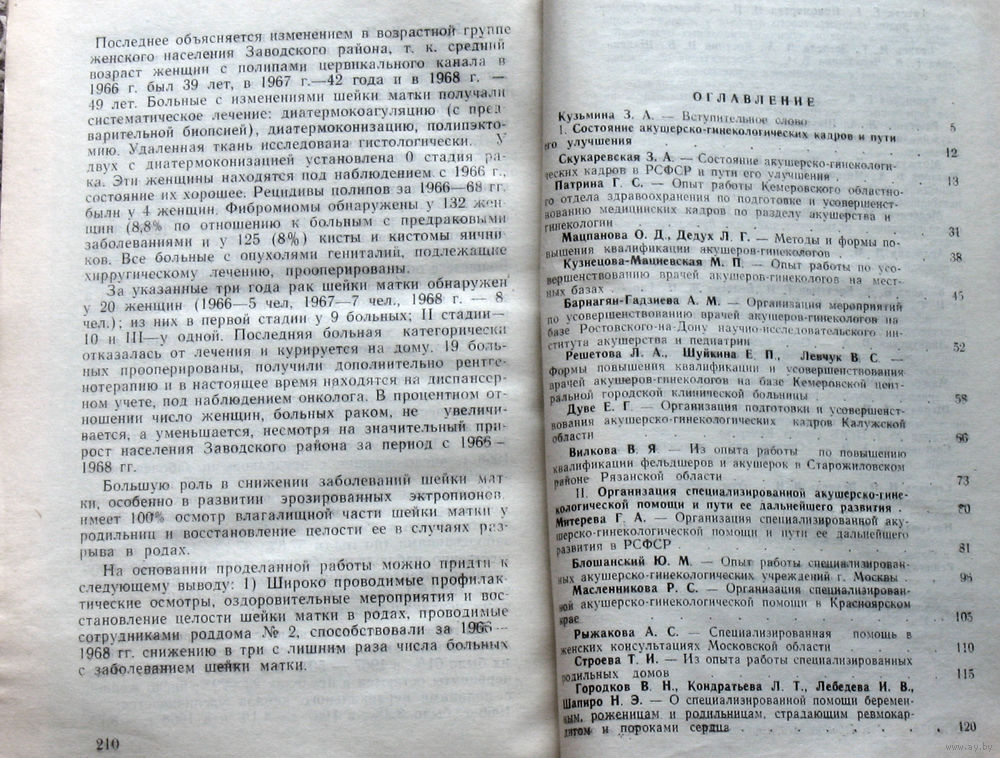 Последнее объясняется изменением в возрастной группе
женского населения Заводского района, т. к. средний
возраст женщин с полипами цервикального канала в
1966 г. был 39 лет, в 1967 г.—42 года и в 1968 г. —
49 лет. Больные с изменениями шейки матки получали
систематическое лечение: диатермокоагуляцию (с пред
варительной биопсией), диатермоконизацию, полипэкто-
мию. Удаленная ткань исследована гистологически. У
двух с диатермоконизацией установлена 0 стадия ра-
ка. Эти женщины находятся под наблюдением с 1966 г.,
состояние их хорошее. Рецидивы полипов за 1966—68 гг.
были у 4 женщин. Фибромиомы обнаружены у 132 жен
щин (8,8% по отношению к больным с предраковыми
заболеваниями и у 125 (8%) кисты и кистомы яични
ков. Все больные с опухолями гениталий, подлежащие
хирургическому лечению, прооперированы.
За указанные три года рак шейки матки обнаружен
у 20 женщин (1966—5 чел, 1967—7 чел., 1968 г. — 8
чел.); из них в первой стадии у 9 больных; II стадии—
10 и III—у одной. Последняя больная категорически
отказалась от лечения и курируется на дому. 19 боль-
ных прооперированы, получили дополнительно рентге-
нотерапию и в настоящее время находятся на диспансер-
ном учете, под наблюдением онколога. В процентном от-
ношении число женщин, больных раком, не увеличи-
вается, а уменьшается, несмотря на значительный при-
рост населения Заводского района за период с 1966-
1968 гг.
Большую роль в снижении заболеваний шейки мат
ки, особенно в развитии эрозированных эктропионов
имеет 100% осмотр влагалищной части шейки матки у
родильниц и восстановление целости ее в случаях раз-
рыва в родах.
На основании проделанной работы можно придти к
следующему выводу: 1) Широко проводимые профилак-
тические осмотры, оздоровительные мероприятия и вос-
становление целости шейки матки в родах, проводимые
сотрудниками роддома № 2, способствовали за 1966-
1968 гг. снижению в три с лишним раза числа больных
с заболеванием шейки матки.
210
ОГЛАВЛЕНИЕ
Кузьмина З. А. — Вступительное слово 5
I. Состояние акушерско-гинекологических кадров и пути
его улучшения 12
Скукаревская З. А. — Состояние акушерско-гинекологи-
ческих кадров в РСФСР и пути его улучшения . 13
Патрина Г. С. — Опыт работы Кемеровского областно-
го отдела здравоохранения по подготовке и усовершенст-
вованию медицинских кадров по разделу акушерства и
гинекологии 31
Мацпанова О. Д., Дедух Л. Г. — Методы и формы по-
вышения квалификации акушеров-гинекологов 38
Кузнецова-Мациевская М. П. — Опыт работы по усо-
вершенствованию врачей акушеров-гинекологов на мест-
ных базах 45
Барнагян-Гадзиева А. М. — Организация мероприятий
по усовершенствованию врачей акушеров-гинекологов на
базе Ростовского-на-Дону научно-исследовательского ин-
ститута акушерства и педиатрии 52
Решетова Л. А., Шуйкина Е. П., Левчук В. С. —
Формы повышения квалификации и усовершенствования
врачей акушеров-гинекологов на базе Кемеровской цент-
ральной городской клинической больницы 58
Дуве Е. Г. — Организация подготовки и усовершенст-
вования акушерско-гинекологических кадров Калужской
области 66
Вилкова В. Я. — Из опыта работы по повышению
квалификации фельдшеров и акушерок в Старожиловском
районе Рязанской области 73
II. Организация специализированной акушерско-гине-
кологической помощи и пути ее дальнейшего развития . 80
Митерева Г. А. — Организация специализированной аку-
шерско-гинекологической помощи и пути ее дальнейшего
развития в РСФСР 81
Блошанский Ю. М. — Опыт работы специализирован-
ных акушерско-гинекологических учреждений г. Москвы . 98
Масленникова Р. С. — Организация специализирован-
ной акушерско-гинекологической помощи в Красноярском
крае 105
Рыжакова А. С. — Специализированная помощь в
женских консультациях Московской области 110
Строева Т. И. — Из опыта работы специализированных
родильных домов 115
Городков В. Н., Кондратьева Л. Т., Лебедева И. В.,
Шапиро Н. Э. — О специализированной помощи беремен-
ным, роженицам и родильницам, страдающим ревмокар-
дитом и пороками сердца 120
www.ay.by